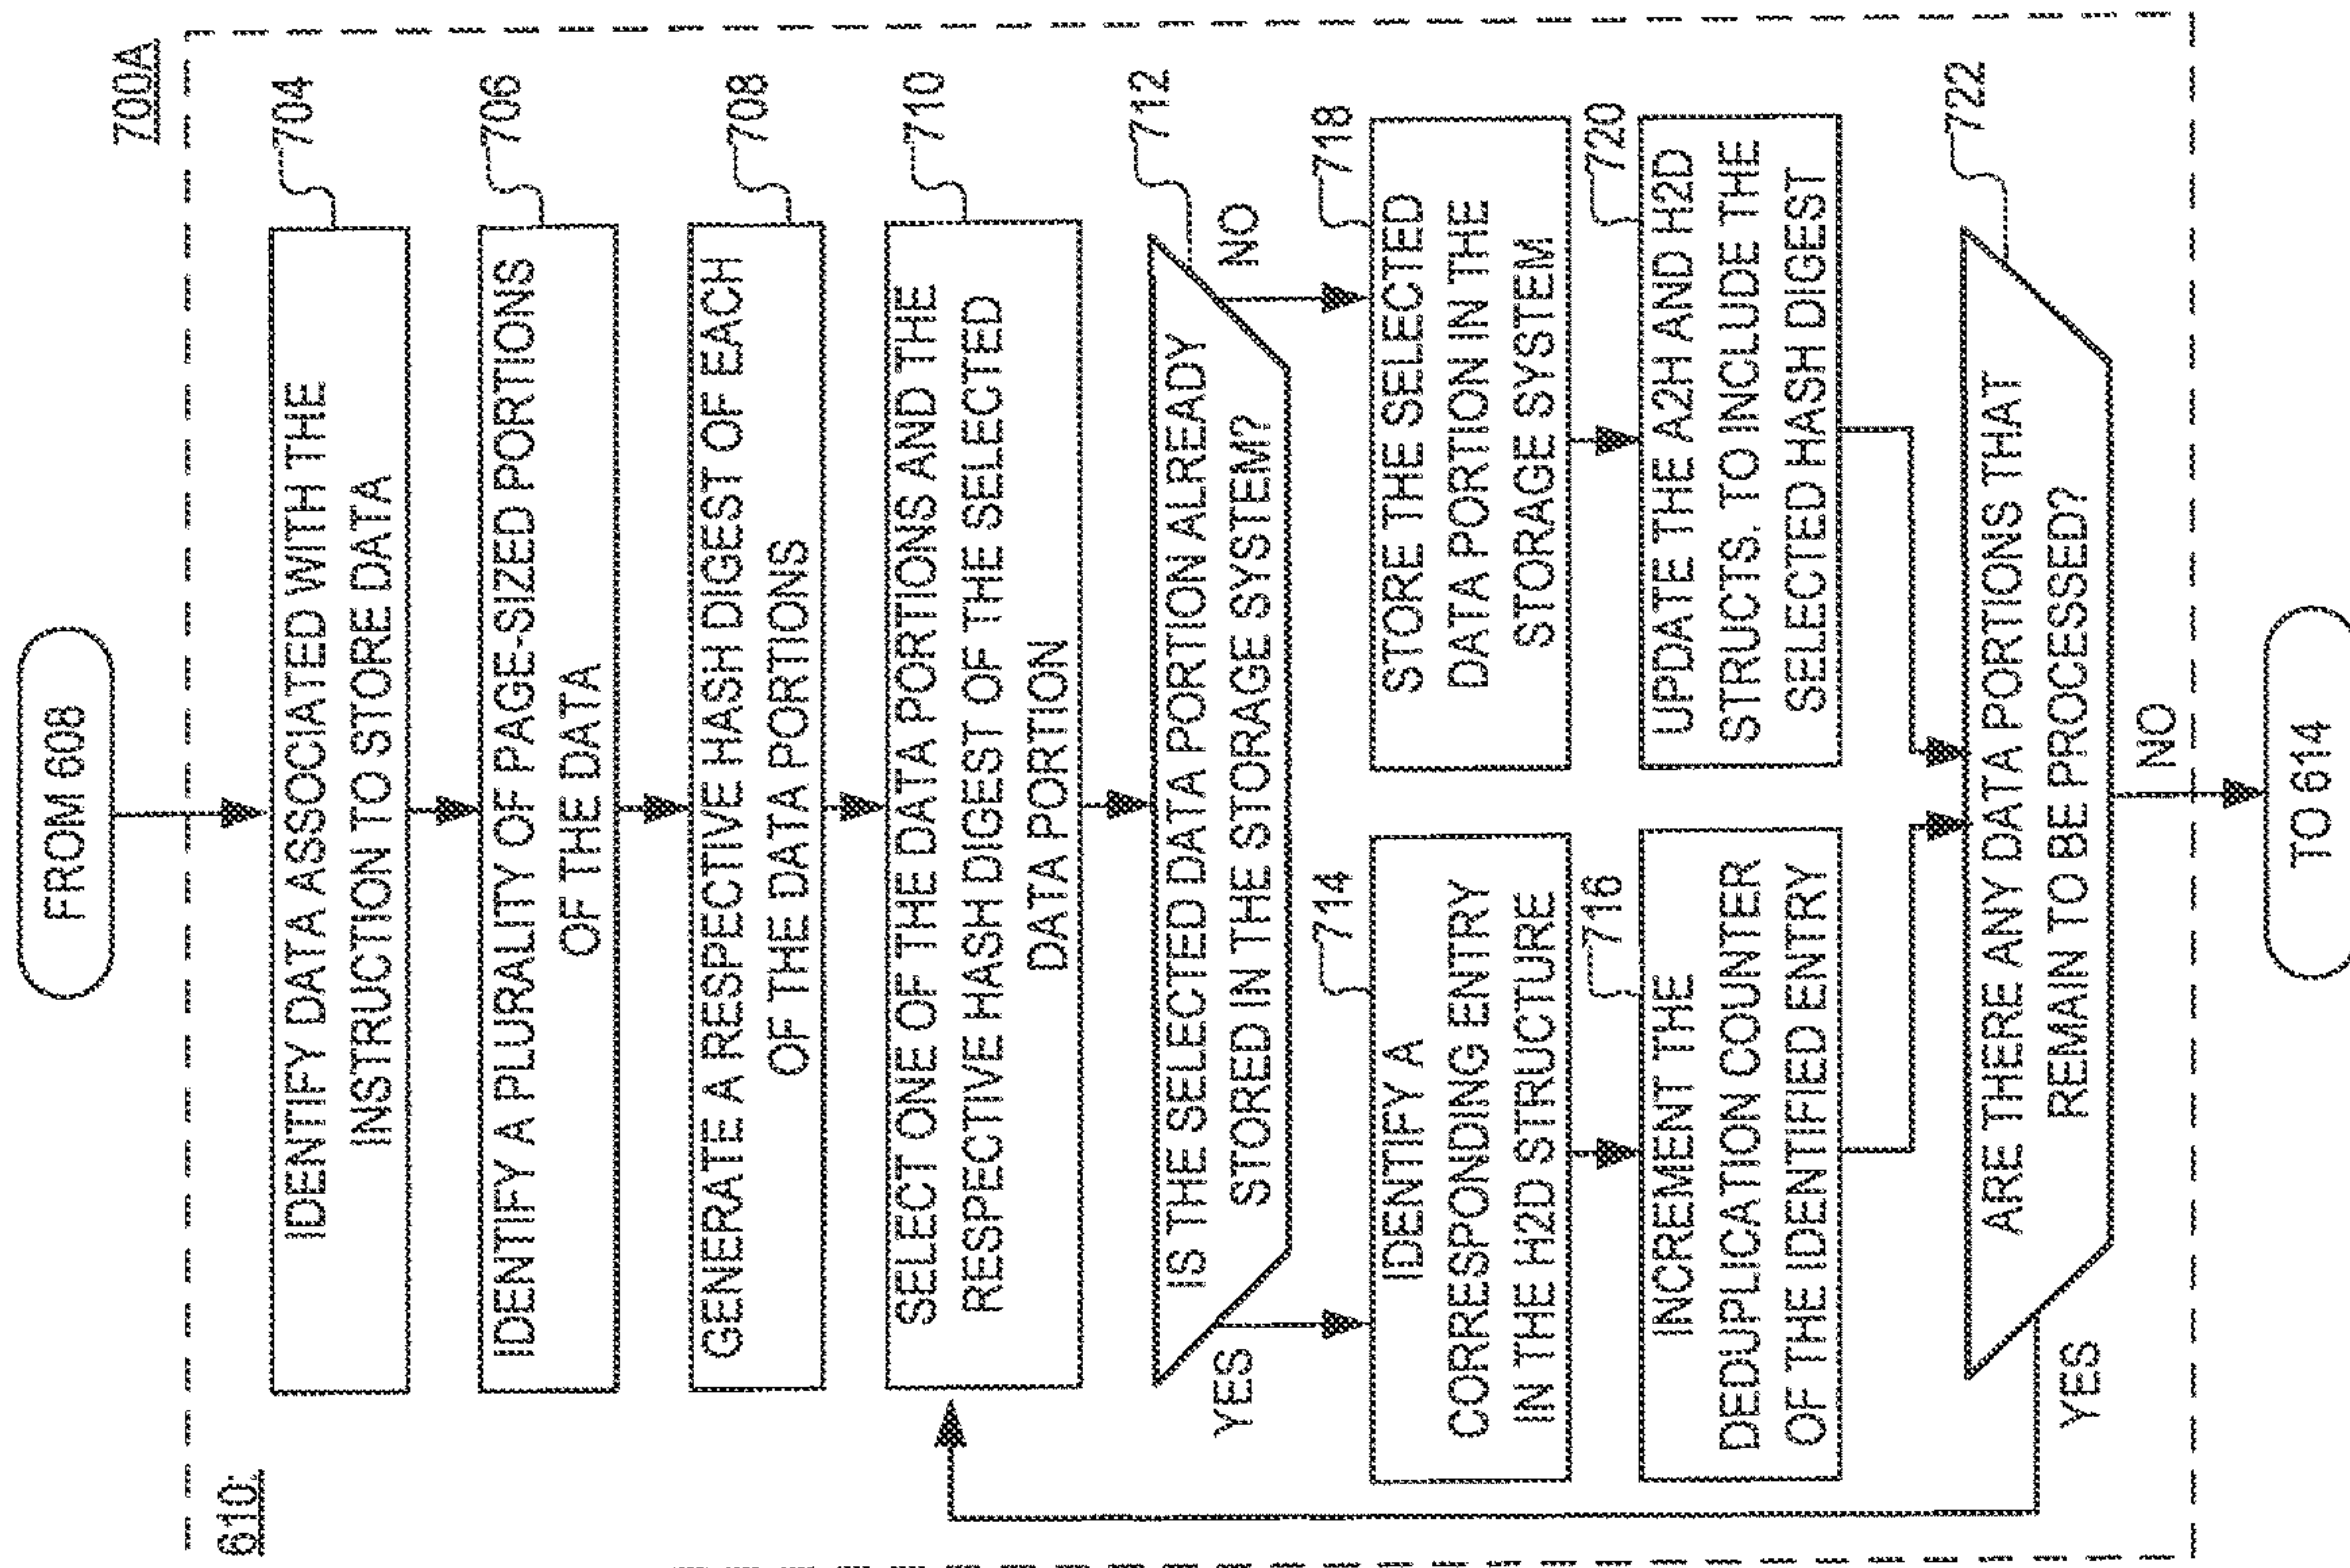 700A
FROM 608
610:
IDENTIFY DATA ASSOCIATED WITH THE
INSTRUCTION TO STORE DATA
704
IDENTIFY A PLURALITY OF PAGE-SIZED PORTIONS
OF THE DATA
706
GENERATE A RESPECTIVE HASH DIGEST OF EACH
OF THE DATA PORTIONS
708
SELECT ONE OF THE DATA PORTIONS AND THE
RESPECTIVE HASH DIGEST OF THE SELECTED
DATA PORTION
710
IS THE SELECTED DATA PORTION ALREADY
STORED IN THE STORAGE SYSTEM?
712
YES
NO
714
IDENTIFY A
CORRESPONDING ENTRY
IN THE H2D STRUCTURE
718
STORE THE SELECTED
DATA PORTION IN THE
STORAGE SYSTEM
716
INCREMENT THE
DEDUPLICATION COUNTER
OF THE IDENTIFIED ENTRY
720
UPDATE THE A2H AND H2D
STRUCTS. TO INCLUDE THE
SELECTED HASH DIGEST
722
ARE THERE ANY DATA PORTIONS THAT
REMAIN TO BE PROCESSED?
YES
NO
TO 614